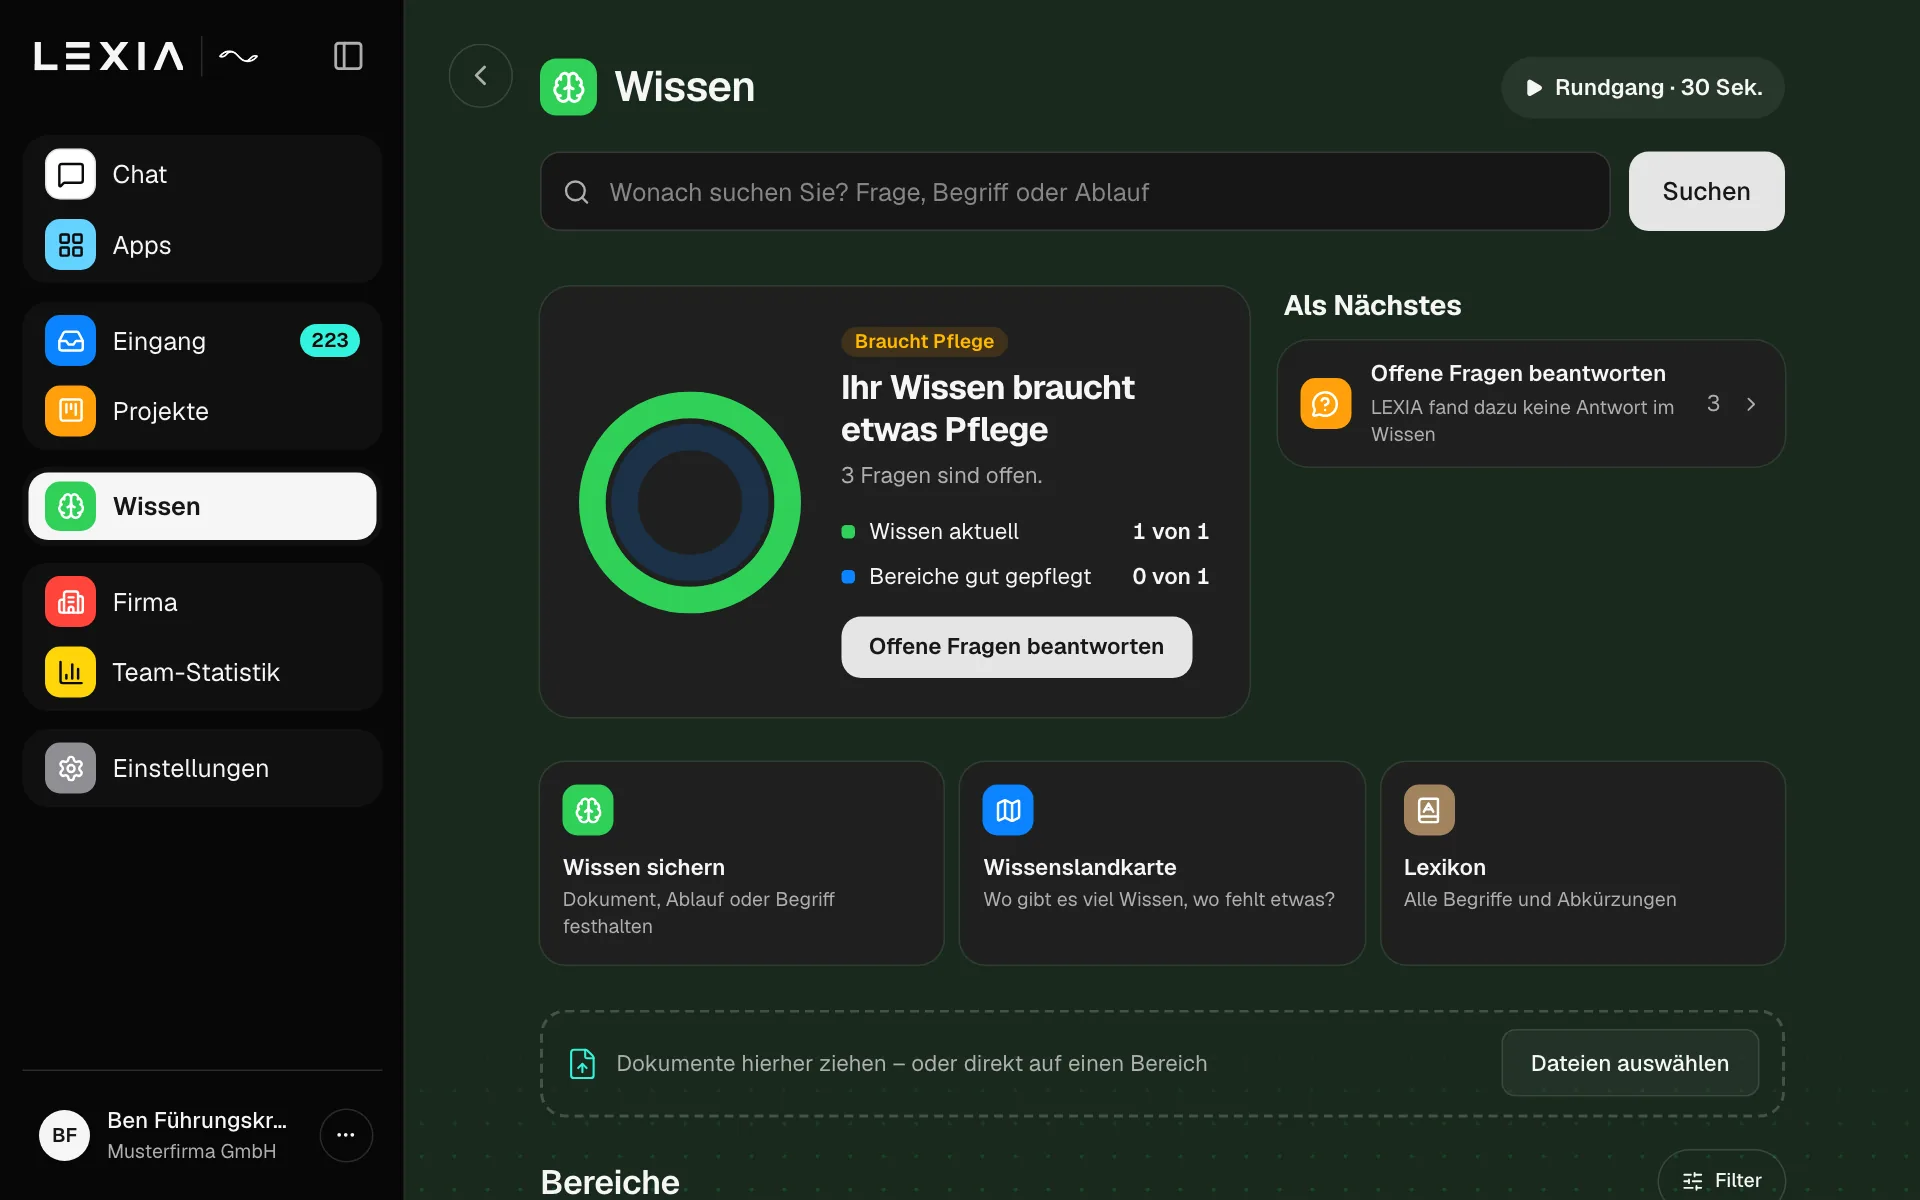 LEXIA
Chat
Apps
Eingang
223
Projekte
Wissen
Firma
Team-Statistik
Einstellungen
BF
Ben Führungskr...
Musterfirma GmbH
Wissen
Rundgang · 30 Sek.
Wonach suchen Sie? Frage, Begriff oder Ablauf
Suchen
Braucht Pflege
Ihr Wissen braucht
etwas Pflege
3 Fragen sind offen.
Wissen aktuell
1 von 1
Bereiche gut gepflegt
0 von 1
Offene Fragen beantworten
Als Nächstes
Offene Fragen beantworten
LEXIA fand dazu keine Antwort im
Wissen
3
Wissen sichern
Dokument, Ablauf oder Begriff
festhalten
Wissenslandkarte
Wo gibt es viel Wissen, wo fehlt etwas?
Lexikon
Alle Begriffe und Abkürzungen
Dokumente hierher ziehen – oder direkt auf einen Bereich
Dateien auswählen
Bereiche
Filter